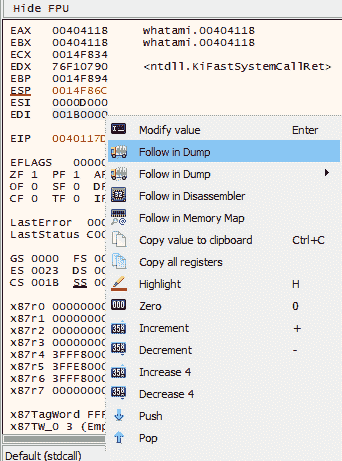 Hide FPU
EAX 00404118 whatami.00404118
EBX 00404118 whatami.00404118
ECX 0014F834
EDX 76F10790 <ntdll.KiFastSystemCallRet>
EBP 0014F894
ESP 0014F86C
ESI 0000D000
EDI 001B0000
EIP 0040117D
EFLAGS 00000
ZF 1 PF 1 AF
OF 0 SF 0 DF
CF 0 TF 0 IF
LastError 000
LastStatus C00
GS 0000 FS 00
ES 0023 DS 00
CS 001B SS 00
x87r0 00000000
x87r1 00000000
x87r2 00000000
x87r3 00000000
x87r4 3FFF8000
x87r5 3FFF8000
x87r6 3FFF8000
x87r7 00000000
x87TagWord FFF
x87TW_0 3 (Emp
Modify value Enter
Follow in Dump
Follow in Dump
Follow in Disassembler
Follow in Memory Map
Copy value to clipboard Ctrl+C
Copy all registers
Highlight H
Zero 0
Increment +
Decrement -
Increase 4
Decrease 4
Push
Pop
Default (stdcall)